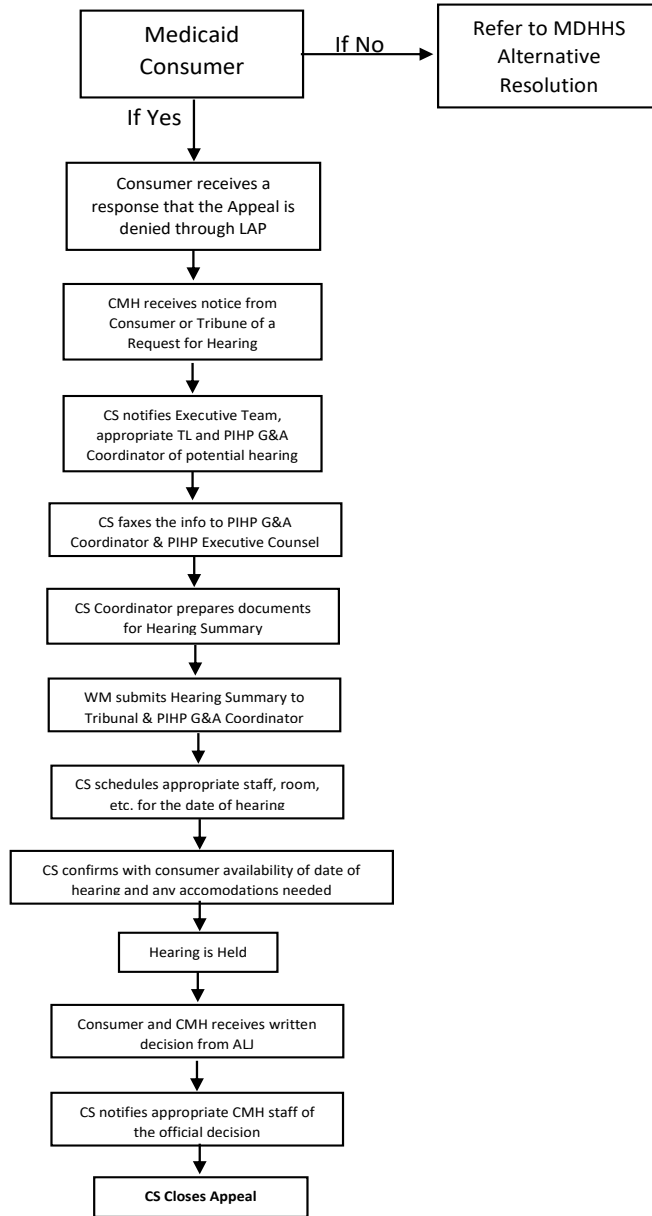 Medicaid
Consumer
If No
Refer to MDHHS
Alternative
Resolution
If Yes
Consumer receives a
response that the Appeal is
denied through LAP
CMH receives notice from
Consumer or Tribune of a
Request for Hearing
CS notifies Executive Team,
appropriate TL and PIHP G&A
Coordinator of potential hearing
CS faxes the info to PIHP G&A
Coordinator & PIHP Executive Counsel
CS Coordinator prepares documents
for Hearing Summary
WM submits Hearing Summary to
Tribunal & PIHP G&A Coordinator
CS schedules appropriate staff, room,
etc. for the date of hearing
CS confirms with consumer availability of date of
hearing and any accomodations needed
Hearing is Held
Consumer and CMH receives written
decision from ALJ
CS notifies appropriate CMH staff of
the official decision
CS Closes Appeal